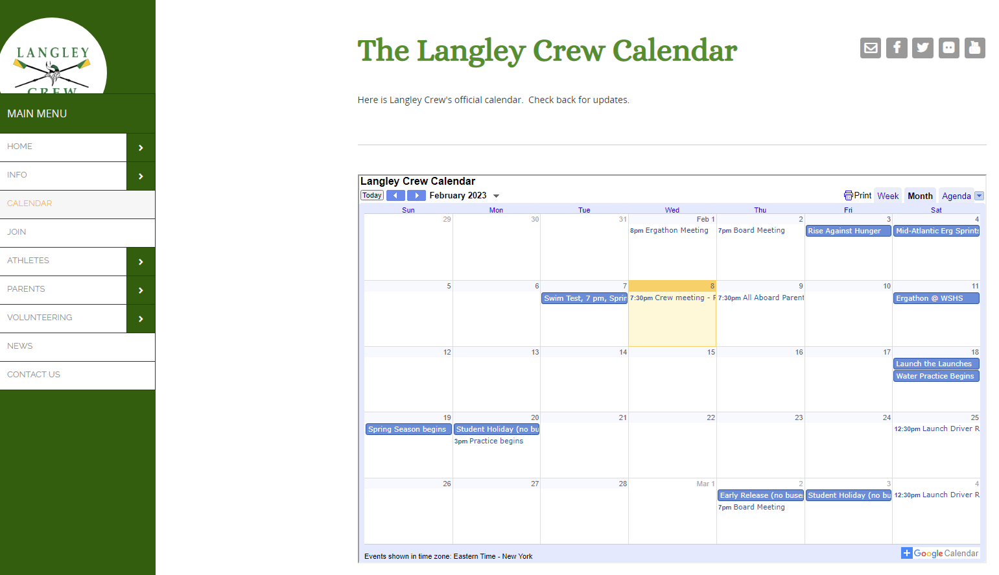 LANGLEY
CREW
MAIN MENU
HOME
INFO
CALENDAR
JOIN
ATHLETES
PARENTS
VOLUNTEERING
NEWS
CONTACT US
The Langley Crew Calendar
Here is Langley Crew's official calendar. Check back for updates.
Langley Crew Calendar
Today February 2023 Print Week Month Agenda
Sun Mon Tue Wed Thu Fri Sat
29 30 31 Feb 1 2 3 4
8pm Ergathon Meeting 7pm Board Meeting Rise Against Hunger Mid-Atlantic Erg Sprints
5 6 7 8 9 10 11
Swim Test, 7 pm, Sprin 7:30pm Crew meeting - 7:30pm All Aboard Parent Ergathon @ WSHS
12 13 14 15 16 17 18
Launch the Launches
Water Practice Begins
19 20 21 22 23 24 25
Spring Season begins Student Holiday (no bu 12:30pm Launch Driver R
3pm Practice begins
26 27 28 Mar 1 2 3 4
Early Release (no buse Student Holiday (no bu 12:30pm Launch Driver R
7pm Board Meeting
Events shown in time zone: Eastern Time - New York
Google Calendar